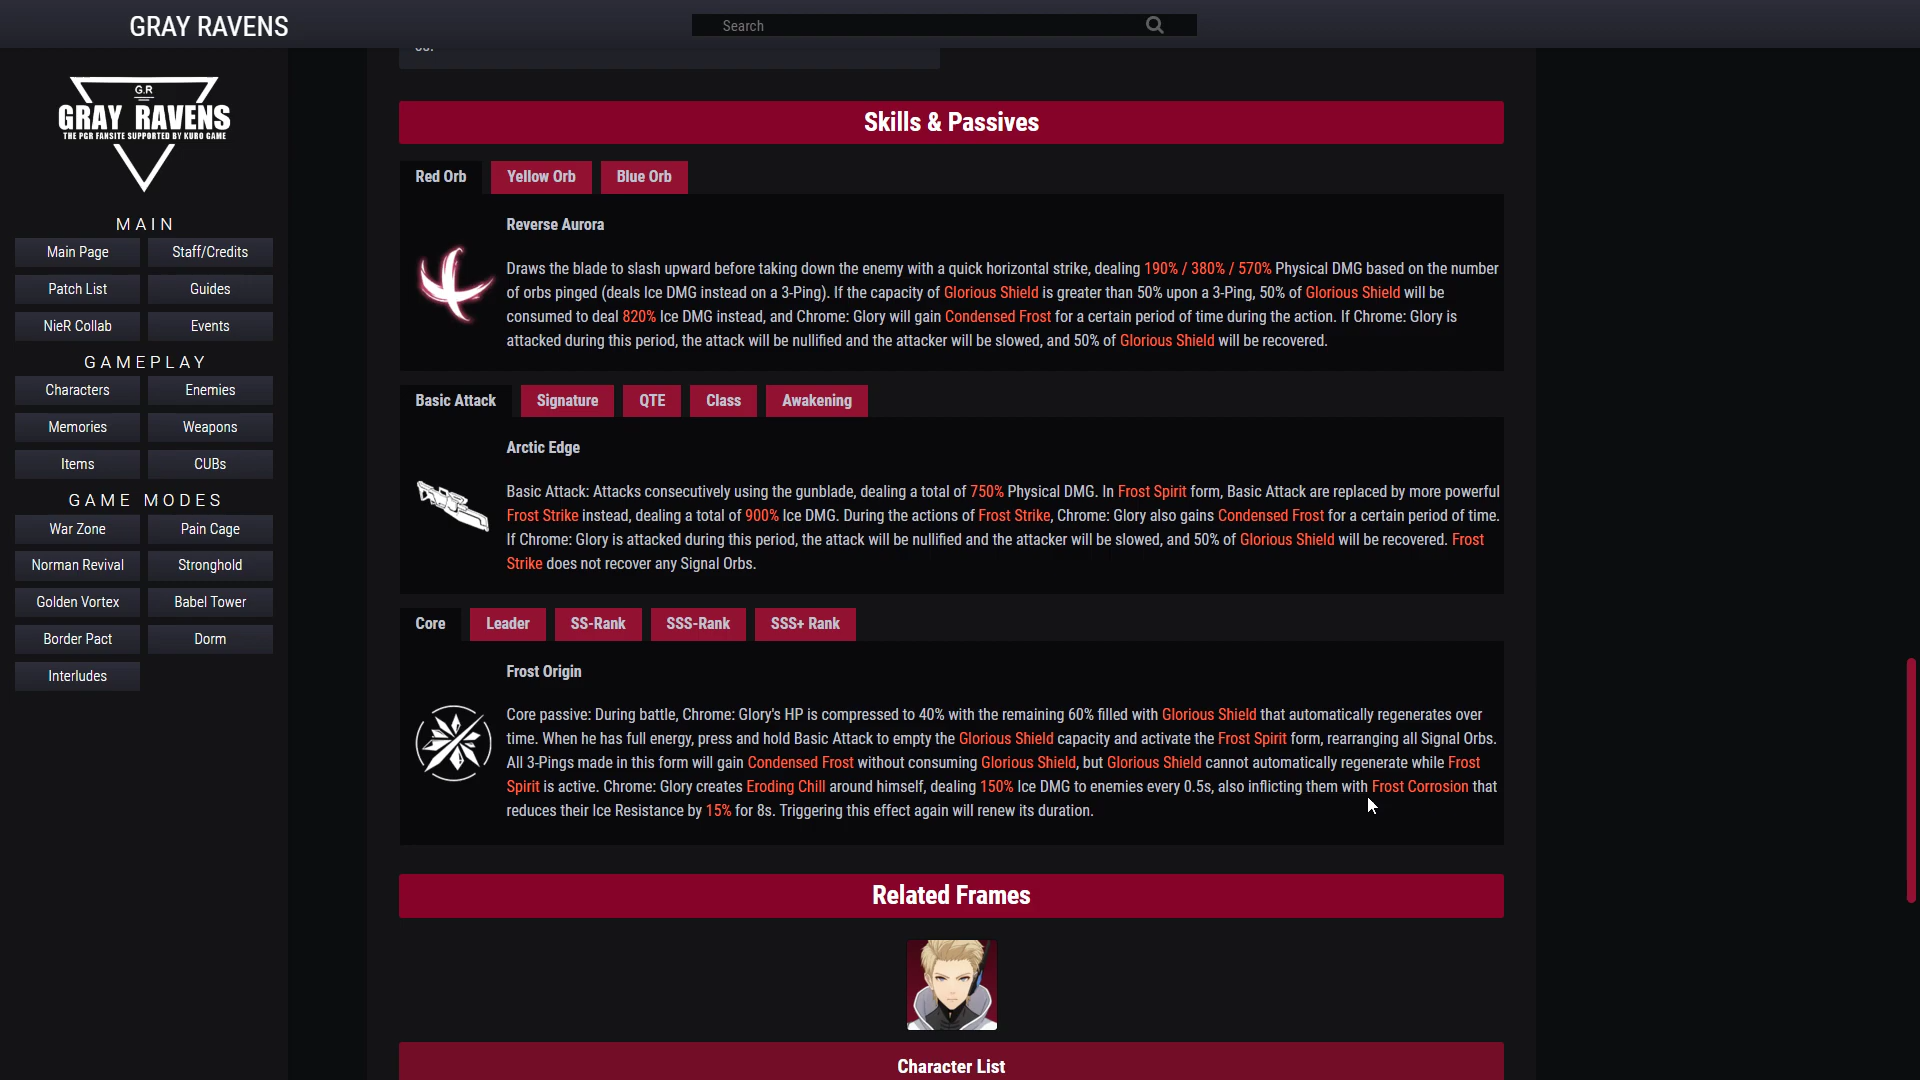 GRAY RAVENS
Search
G.R
GRAY RAVENS
THE PGR FANSITE SUPPORTED BY KURO GAME
MAIN
Main Page
Staff/Credits
Patch List
Guides
NieR Collab
Events
GAMEPLAY
Characters
Enemies
Memories
Weapons
Items
CUBs
GAME MODES
War Zone
Pain Cage
Norman Revival
Stronghold
Golden Vortex
Babel Tower
Border Pact
Dorm
Interludes
Skills & Passives
Red Orb
Yellow Orb
Blue Orb
Reverse Aurora
Draws the blade to slash upward before taking down the enemy with a quick horizontal strike, dealing 190% / 380% / 570% Physical DMG based on the number
of orbs pinged (deals Ice DMG instead on a 3-Ping). If the capacity of Glorious Shield is greater than 50% upon a 3-Ping, 50% of Glorious Shield will be
consumed to deal 820% Ice DMG instead, and Chrome: Glory will gain Condensed Frost for a certain period of time during the action. If Chrome: Glory is
attacked during this period, the attack will be nullified and the attacker will be slowed, and 50% of Glorious Shield will be recovered.
Basic Attack
Signature
QTE
Class
Awakening
Arctic Edge
Basic Attack: Attacks consecutively using the gunblade, dealing a total of 750% Physical DMG. In Frost Spirit form, Basic Attack are replaced by more powerful
Frost Strike instead, dealing a total of 900% Ice DMG. During the actions of Frost Strike, Chrome: Glory also gains Condensed Frost for a certain period of time.
If Chrome: Glory is attacked during this period, the attack will be nullified and the attacker will be slowed, and 50% of Glorious Shield will be recovered. Frost
Strike does not recover any Signal Orbs.
Core
Leader
SS-Rank
SSS-Rank
SSS+ Rank
Frost Origin
Core passive: During battle, Chrome: Glory's HP is compressed to 40% with the remaining 60% filled with Glorious Shield that automatically regenerates over
time. When he has full energy, press and hold Basic Attack to empty the Glorious Shield capacity and activate the Frost Spirit form, rearranging all Signal Orbs.
All 3-Pings made in this form will gain Condensed Frost without consuming Glorious Shield, but Glorious Shield cannot automatically regenerate while Frost
Spirit is active. Chrome: Glory creates Eroding Chill around himself, dealing 150% Ice DMG to enemies every 0.5s, also inflicting them with Frost Corrosion that
reduces their Ice Resistance by 15% for 8s. Triggering this effect again will renew its duration.
Related Frames
Character List